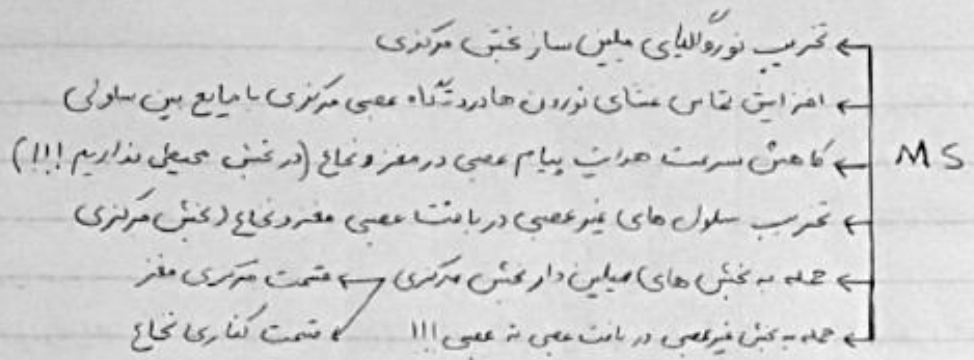 MS
← تخریب نوروگلیای میلین ساز بخش مرکزی
← افزایش تماس غشای نورون ها در دستگاه عصبی مرکزی با مایع بین سلولی
← کاهش سرعت هدایت پیام عصبی در مغز و نخاع (در بخش محیطی نداریم !!!)
← تخریب سلول های غیر عصبی در بافت عصبی مغز و نخاع (بخش مرکزی
← حمله به بخش های میلین دار بخش مرکزی ← قسمت مرکزی مغز
← قسمت کناری نخاع
← حمله به بخش غیرعصبی در بافت عصبی نه عصبی !!!